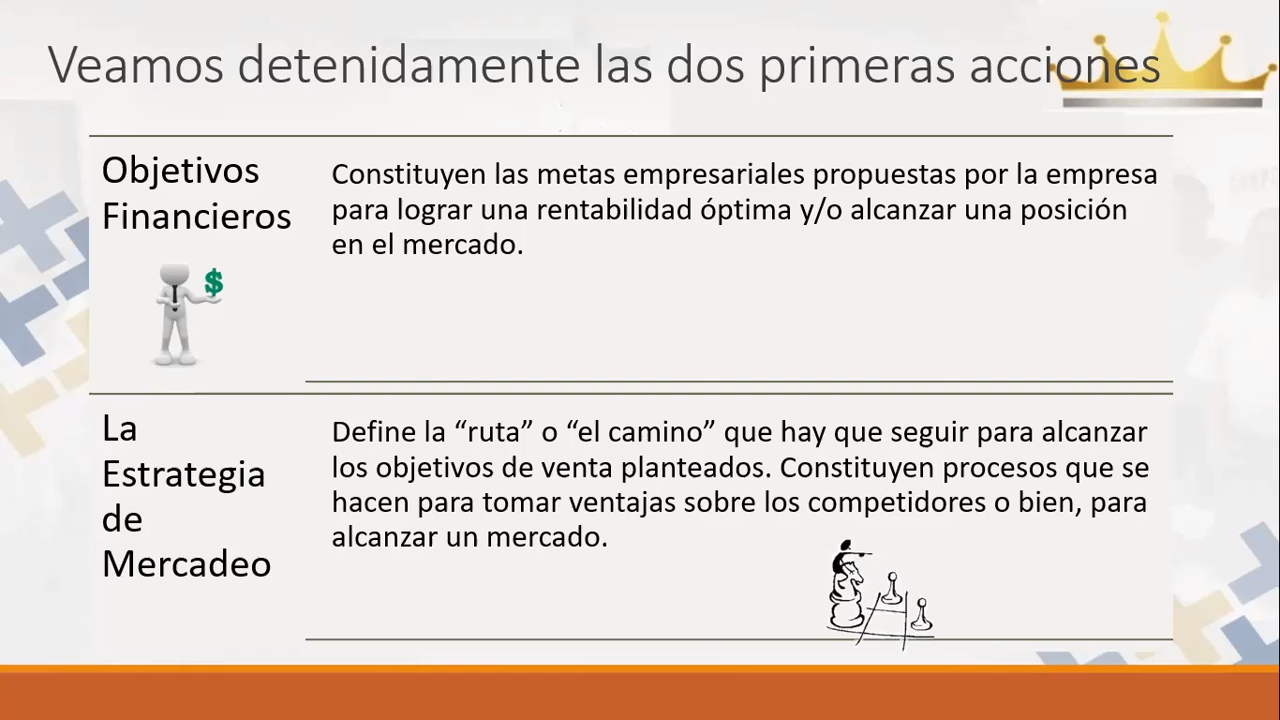 Veamos detenidamente las dos primeras acciones
Objetivos
Financieros
Constituyen las metas empresariales propuestas por la empresa
para lograr una rentabilidad óptima y/o alcanzar una posición
en el mercado.
$
La
Estrategia
de
Mercadeo
Define la “ruta” o “el camino” que hay que seguir para alcanzar
los objetivos de venta planteados. Constituyen procesos que se
hacen para tomar ventajas sobre los competidores o bien, para
alcanzar un mercado.